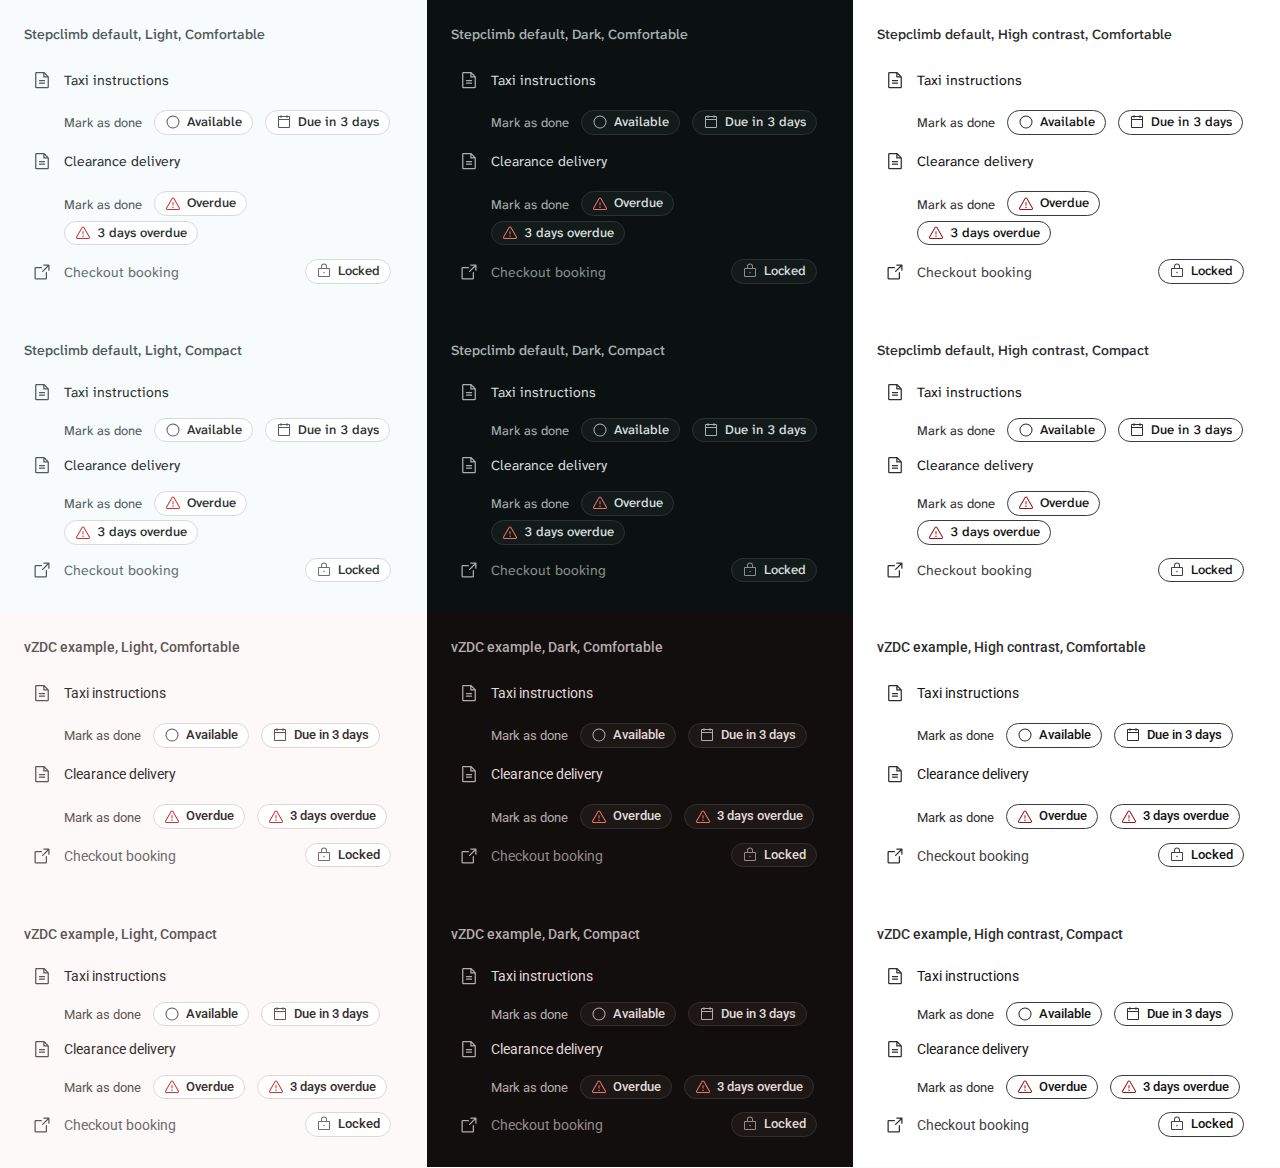 Stepclimb default, Light, Comfortable
Taxi instructions
Mark as done Available Due in 3 days
Clearance delivery
Mark as done Overdue
3 days overdue
Checkout booking Locked
Stepclimb default, Dark, Comfortable
Taxi instructions
Mark as done Available Due in 3 days
Clearance delivery
Mark as done Overdue
3 days overdue
Checkout booking Locked
Stepclimb default, High contrast, Comfortable
Taxi instructions
Mark as done Available Due in 3 days
Clearance delivery
Mark as done Overdue
3 days overdue
Checkout booking Locked
Stepclimb default, Light, Compact
Taxi instructions
Mark as done Available Due in 3 days
Clearance delivery
Mark as done Overdue
3 days overdue
Checkout booking Locked
Stepclimb default, Dark, Compact
Taxi instructions
Mark as done Available Due in 3 days
Clearance delivery
Mark as done Overdue
3 days overdue
Checkout booking Locked
Stepclimb default, High contrast, Compact
Taxi instructions
Mark as done Available Due in 3 days
Clearance delivery
Mark as done Overdue
3 days overdue
Checkout booking Locked
vZDC example, Light, Comfortable
Taxi instructions
Mark as done Available Due in 3 days
Clearance delivery
Mark as done Overdue 3 days overdue
Checkout booking Locked
vZDC example, Dark, Comfortable
Taxi instructions
Mark as done Available Due in 3 days
Clearance delivery
Mark as done Overdue 3 days overdue
Checkout booking Locked
vZDC example, High contrast, Comfortable
Taxi instructions
Mark as done Available Due in 3 days
Clearance delivery
Mark as done Overdue 3 days overdue
Checkout booking Locked
vZDC example, Light, Compact
Taxi instructions
Mark as done Available Due in 3 days
Clearance delivery
Mark as done Overdue 3 days overdue
Checkout booking Locked
vZDC example, Dark, Compact
Taxi instructions
Mark as done Available Due in 3 days
Clearance delivery
Mark as done Overdue 3 days overdue
Checkout booking Locked
vZDC example, High contrast, Compact
Taxi instructions
Mark as done Available Due in 3 days
Clearance delivery
Mark as done Overdue 3 days overdue
Checkout booking Locked